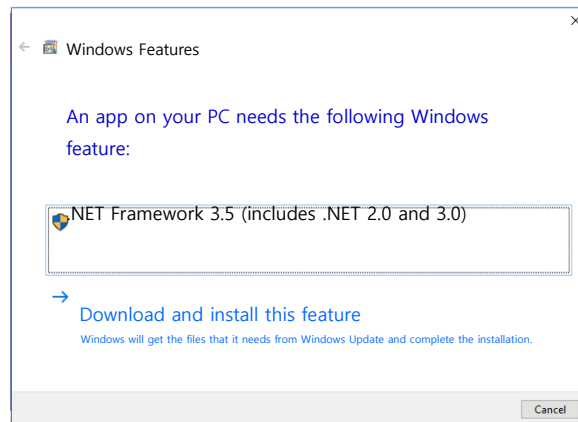 Windows Features
An app on your PC needs the following Windows
feature:
.NET Framework 3.5 (includes .NET 2.0 and 3.0)
Download and install this feature
Windows will get the files that it needs from Windows Update and complete the installation.
Cancel